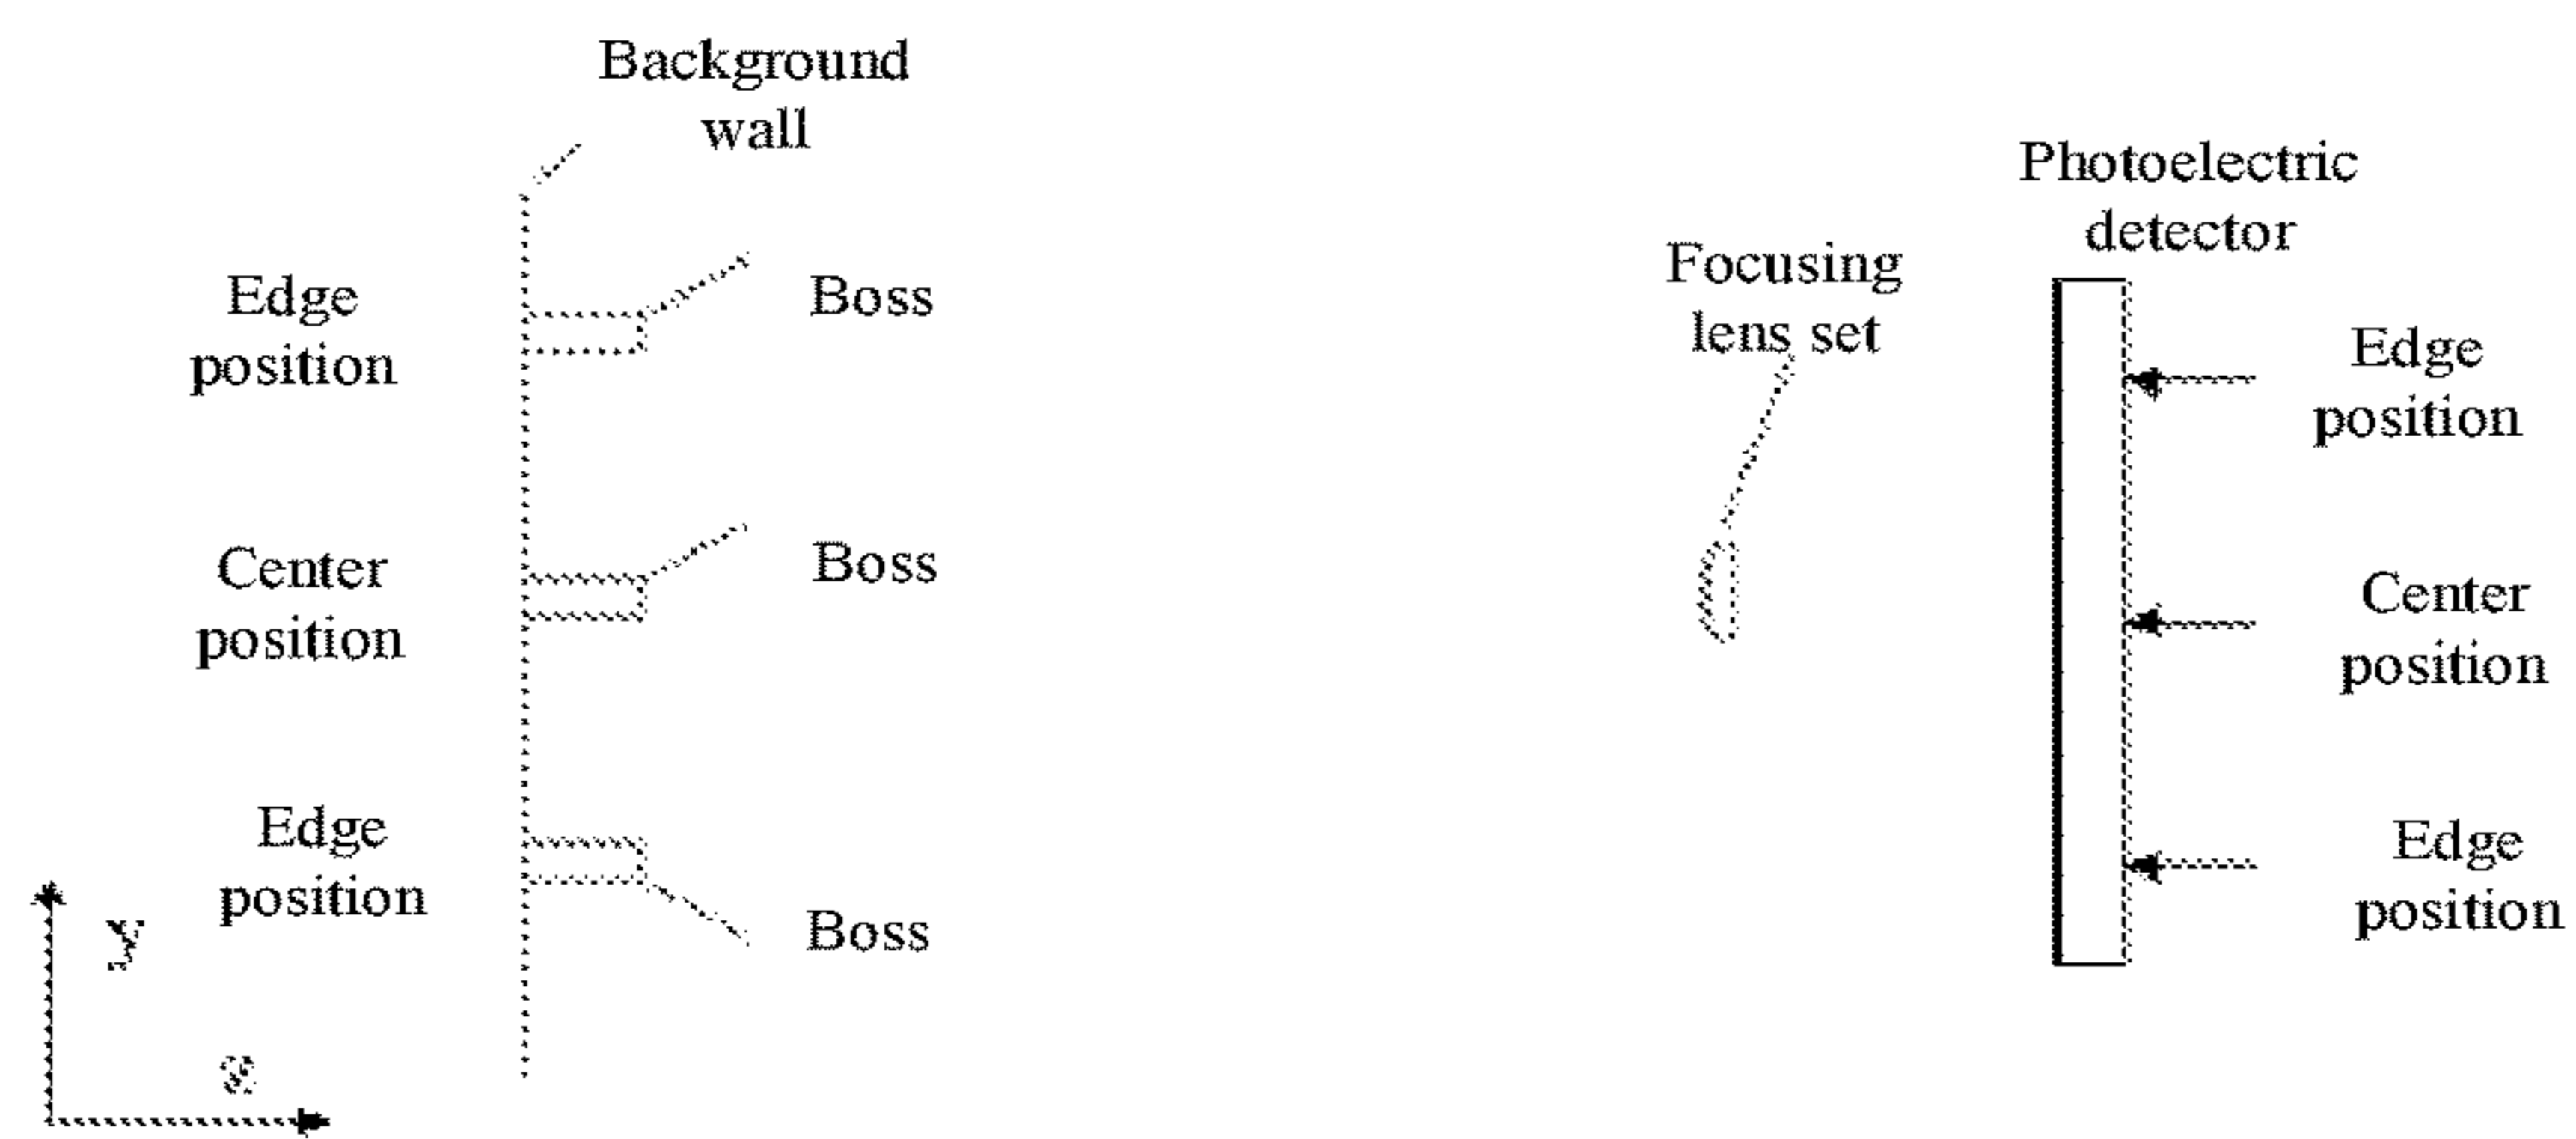 Background
wall
Photoelectric
detector
Focusing
lens set
Edge
position
Boss
Edge
position
Center
position
Boss
Center
position
Edge
position
Boss
Edge
position
y